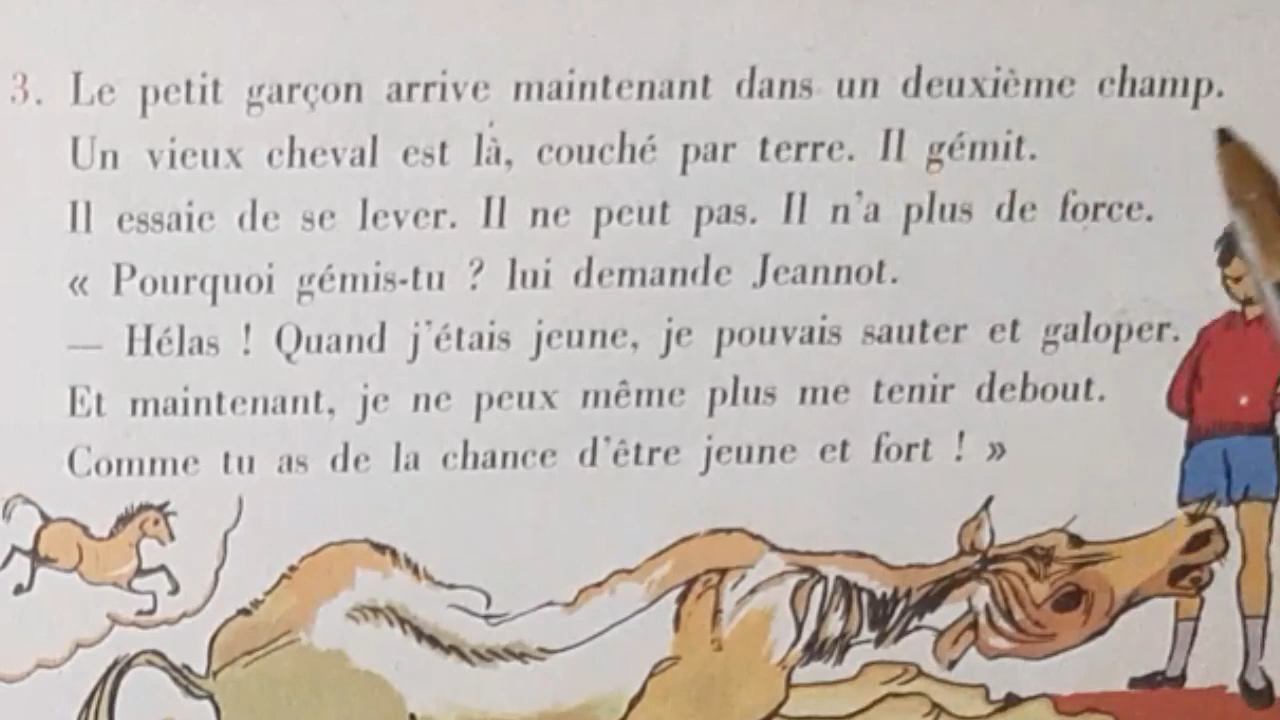 3. Le petit garçon arrive maintenant dans un deuxième champ.
Un vieux cheval est là, couché par terre. Il gémit.
Il essaie de se lever. Il ne peut pas. Il n'a plus de force.
« Pourquoi gémis-tu ? lui demande Jeannot.
— Hélas ! Quand j'étais jeune, je pouvais sauter et galoper.
Et maintenant, je ne peux même plus me tenir debout.
Comme tu as de la chance d'être jeune et fort ! »